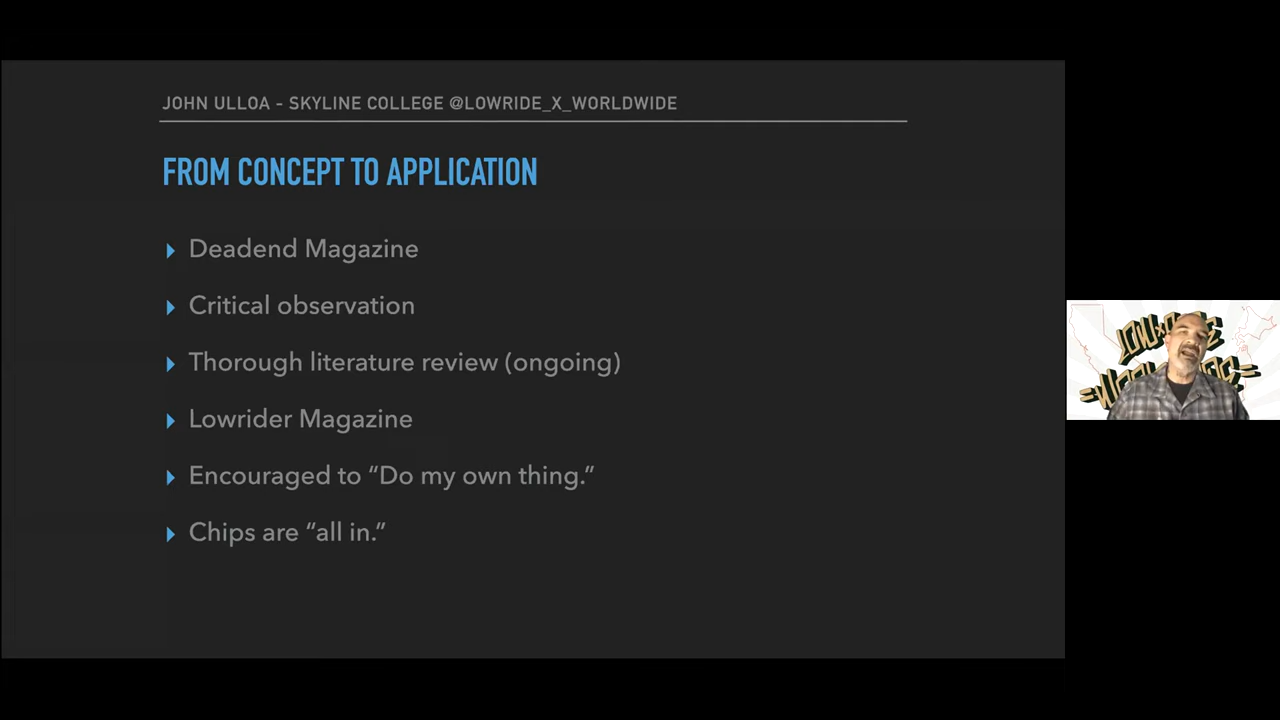 JOHN ULLOA - SKYLINE COLLEGE @LOWRIDE_X_WORLDWIDE
FROM CONCEPT TO APPLICATION
Deadend Magazine
Critical observation
Thorough literature review (ongoing)
Lowrider Magazine
Encouraged to “Do my own thing.”
Chips are “all in.”